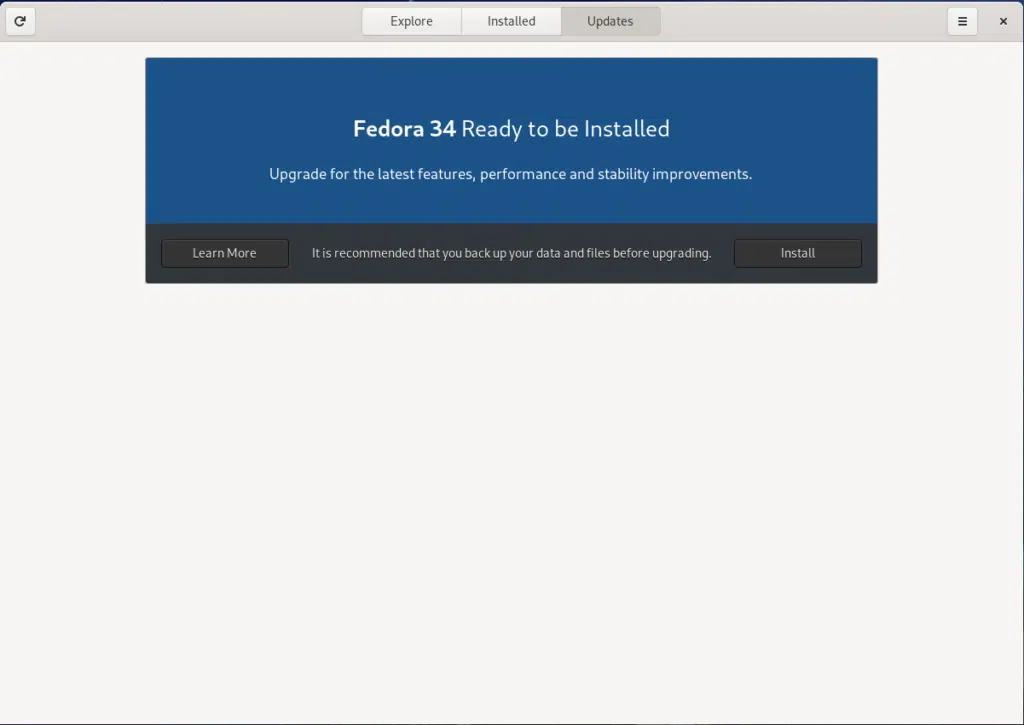 Explore Installed Updates
Fedora 34 Ready to be Installed
Upgrade for the latest features, performance and stability improvements.
Learn More It is recommended that you back up your data and files before upgrading. Install